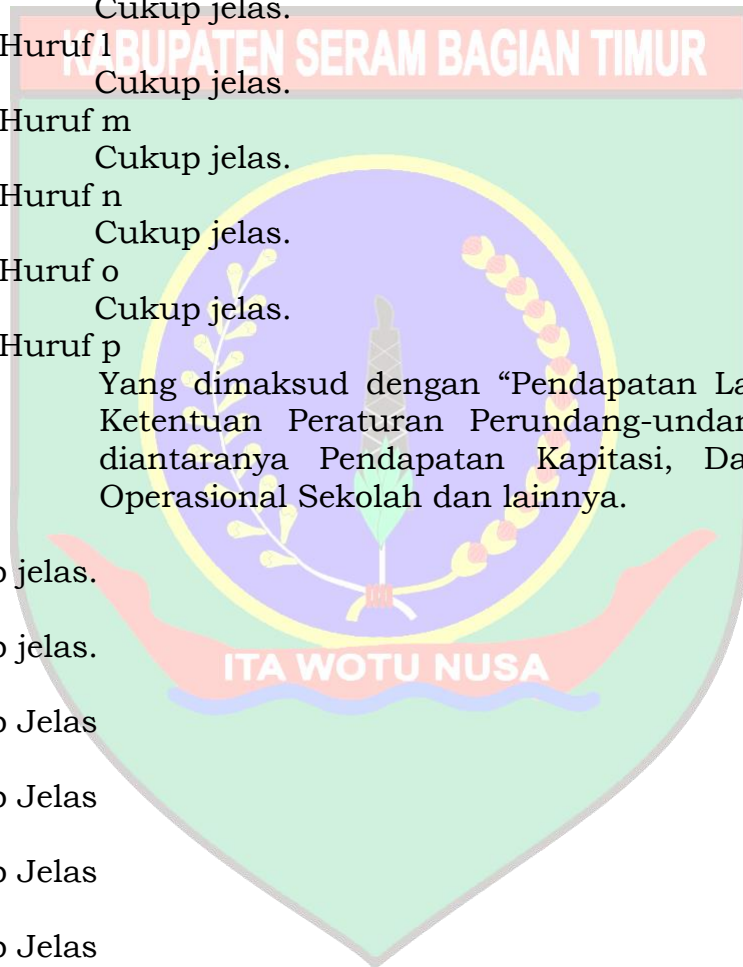 Cukup jelas.
Huruf l
KABUPATEN SERAM BAGIAN TIMUR
Cukup jelas.
Huruf m
Cukup jelas.
Huruf n
Cukup jelas.
Huruf o
Cukup jelas.
Huruf p
Yang dimaksud dengan “Pendapatan La
Ketentuan Peraturan Perundang-undan
diantaranya Pendapatan Kapitasi, Da
Operasional Sekolah dan lainnya.
p jelas.
p jelas.
ITA WOTU NUSA
p Jelas
p Jelas
p Jelas
p Jelas